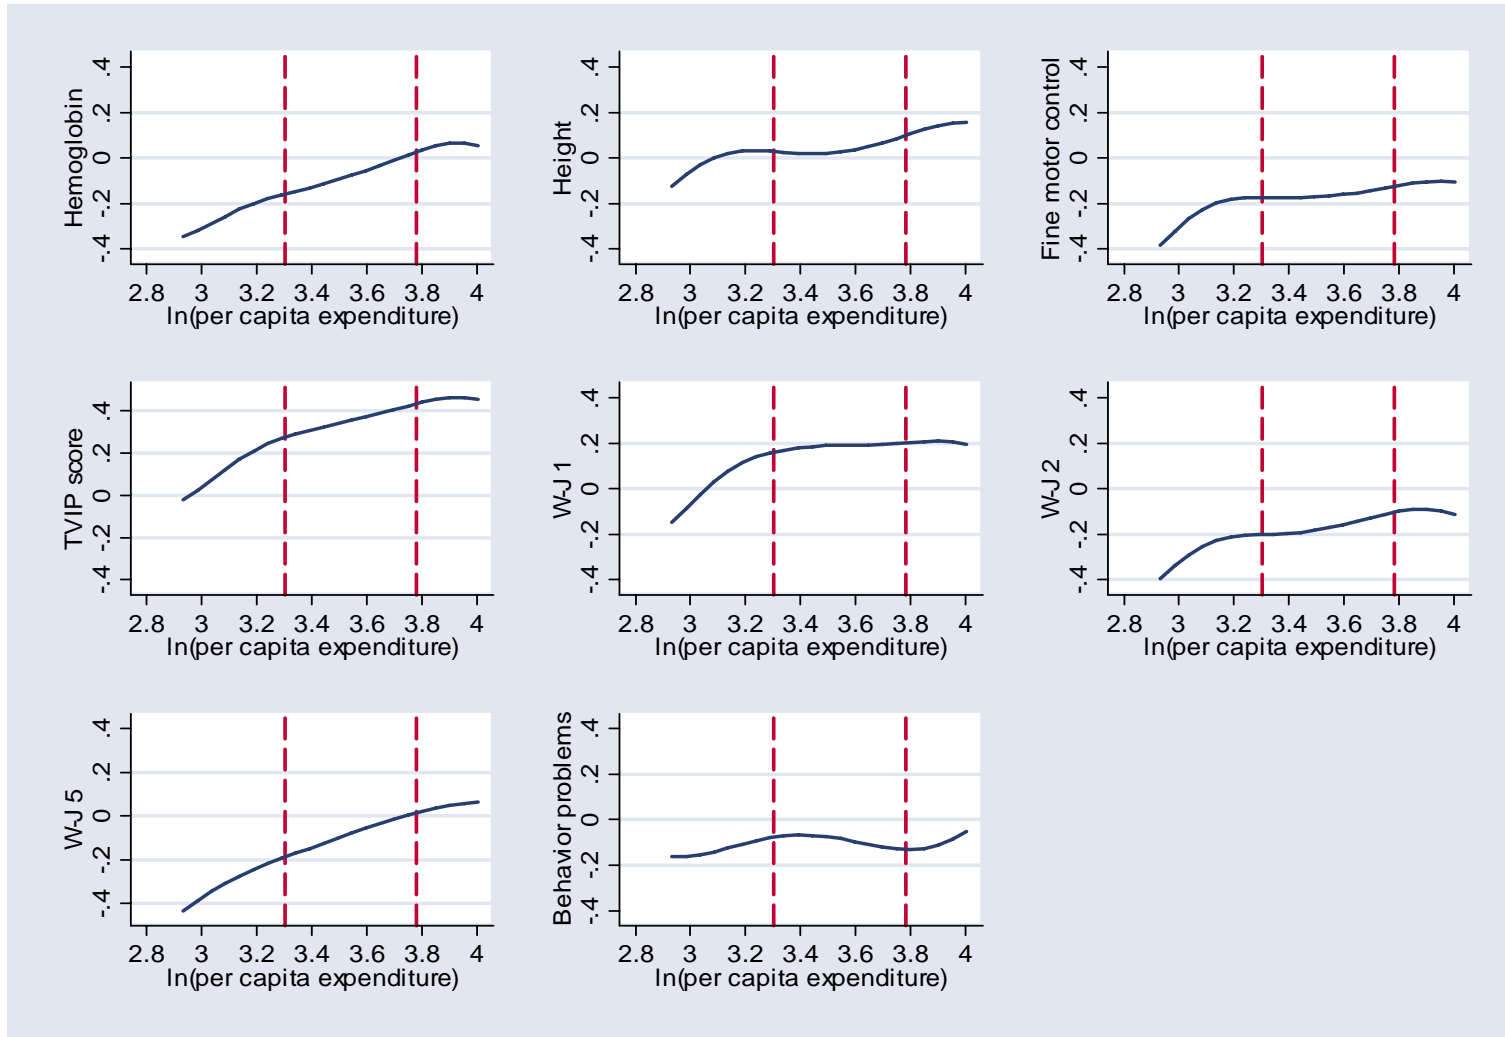 Hemoglobin
.4
.2
0
-.2
-.4
2.8 3 3.2 3.4 3.6 3.8 4
ln(per capita expenditure)
Height
.4
.2
0
-.2
-.4
2.8 3 3.2 3.4 3.6 3.8 4
ln(per capita expenditure)
Fine motor control
.4
.2
0
-.2
-.4
2.8 3 3.2 3.4 3.6 3.8 4
ln(per capita expenditure)
TVIP score
.4
.2
0
-.2
-.4
2.8 3 3.2 3.4 3.6 3.8 4
ln(per capita expenditure)
W-J 1
.4
.2
0
-.2
-.4
2.8 3 3.2 3.4 3.6 3.8 4
ln(per capita expenditure)
W-J 2
.4
.2
0
-.2
-.4
2.8 3 3.2 3.4 3.6 3.8 4
ln(per capita expenditure)
W-J 5
.4
.2
0
-.2
-.4
2.8 3 3.2 3.4 3.6 3.8 4
ln(per capita expenditure)
Behavior problems
.4
.2
0
-.2
-.4
2.8 3 3.2 3.4 3.6 3.8 4
ln(per capita expenditure)